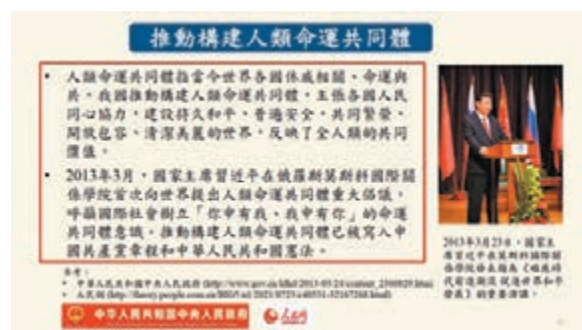 推動構建人類命運共同體
• 人類命運共同體指當今世界各國休戚相關、命運與
共。我國推動構建人類命運共同體，主張各國人民
同心協力，建設持久和平、普遍安全、共同繁榮、
開放包容、清潔美麗的世界，反映了全人類的共同
價值。
• 2013年3月，國家主席習近平在俄羅斯莫斯科國際關
係學院首次向世界提出人類命運共同體重大倡議，
呼籲國際社會樹立「你中有我、我中有你」的命運
共同體意識。推動構建人類命運共同體已被寫入中
國共產黨章程和中華人民共和國憲法。
2013年3月23日，國家主
席習近平在莫斯科國際關
係學院發表題為《順應時
代前進潮流 促進世界和平
發展》的重要演講。
參考：
• 中華人民共和國中央人民政府
• 人民網
中华人民共和国中央人民政府
人民网